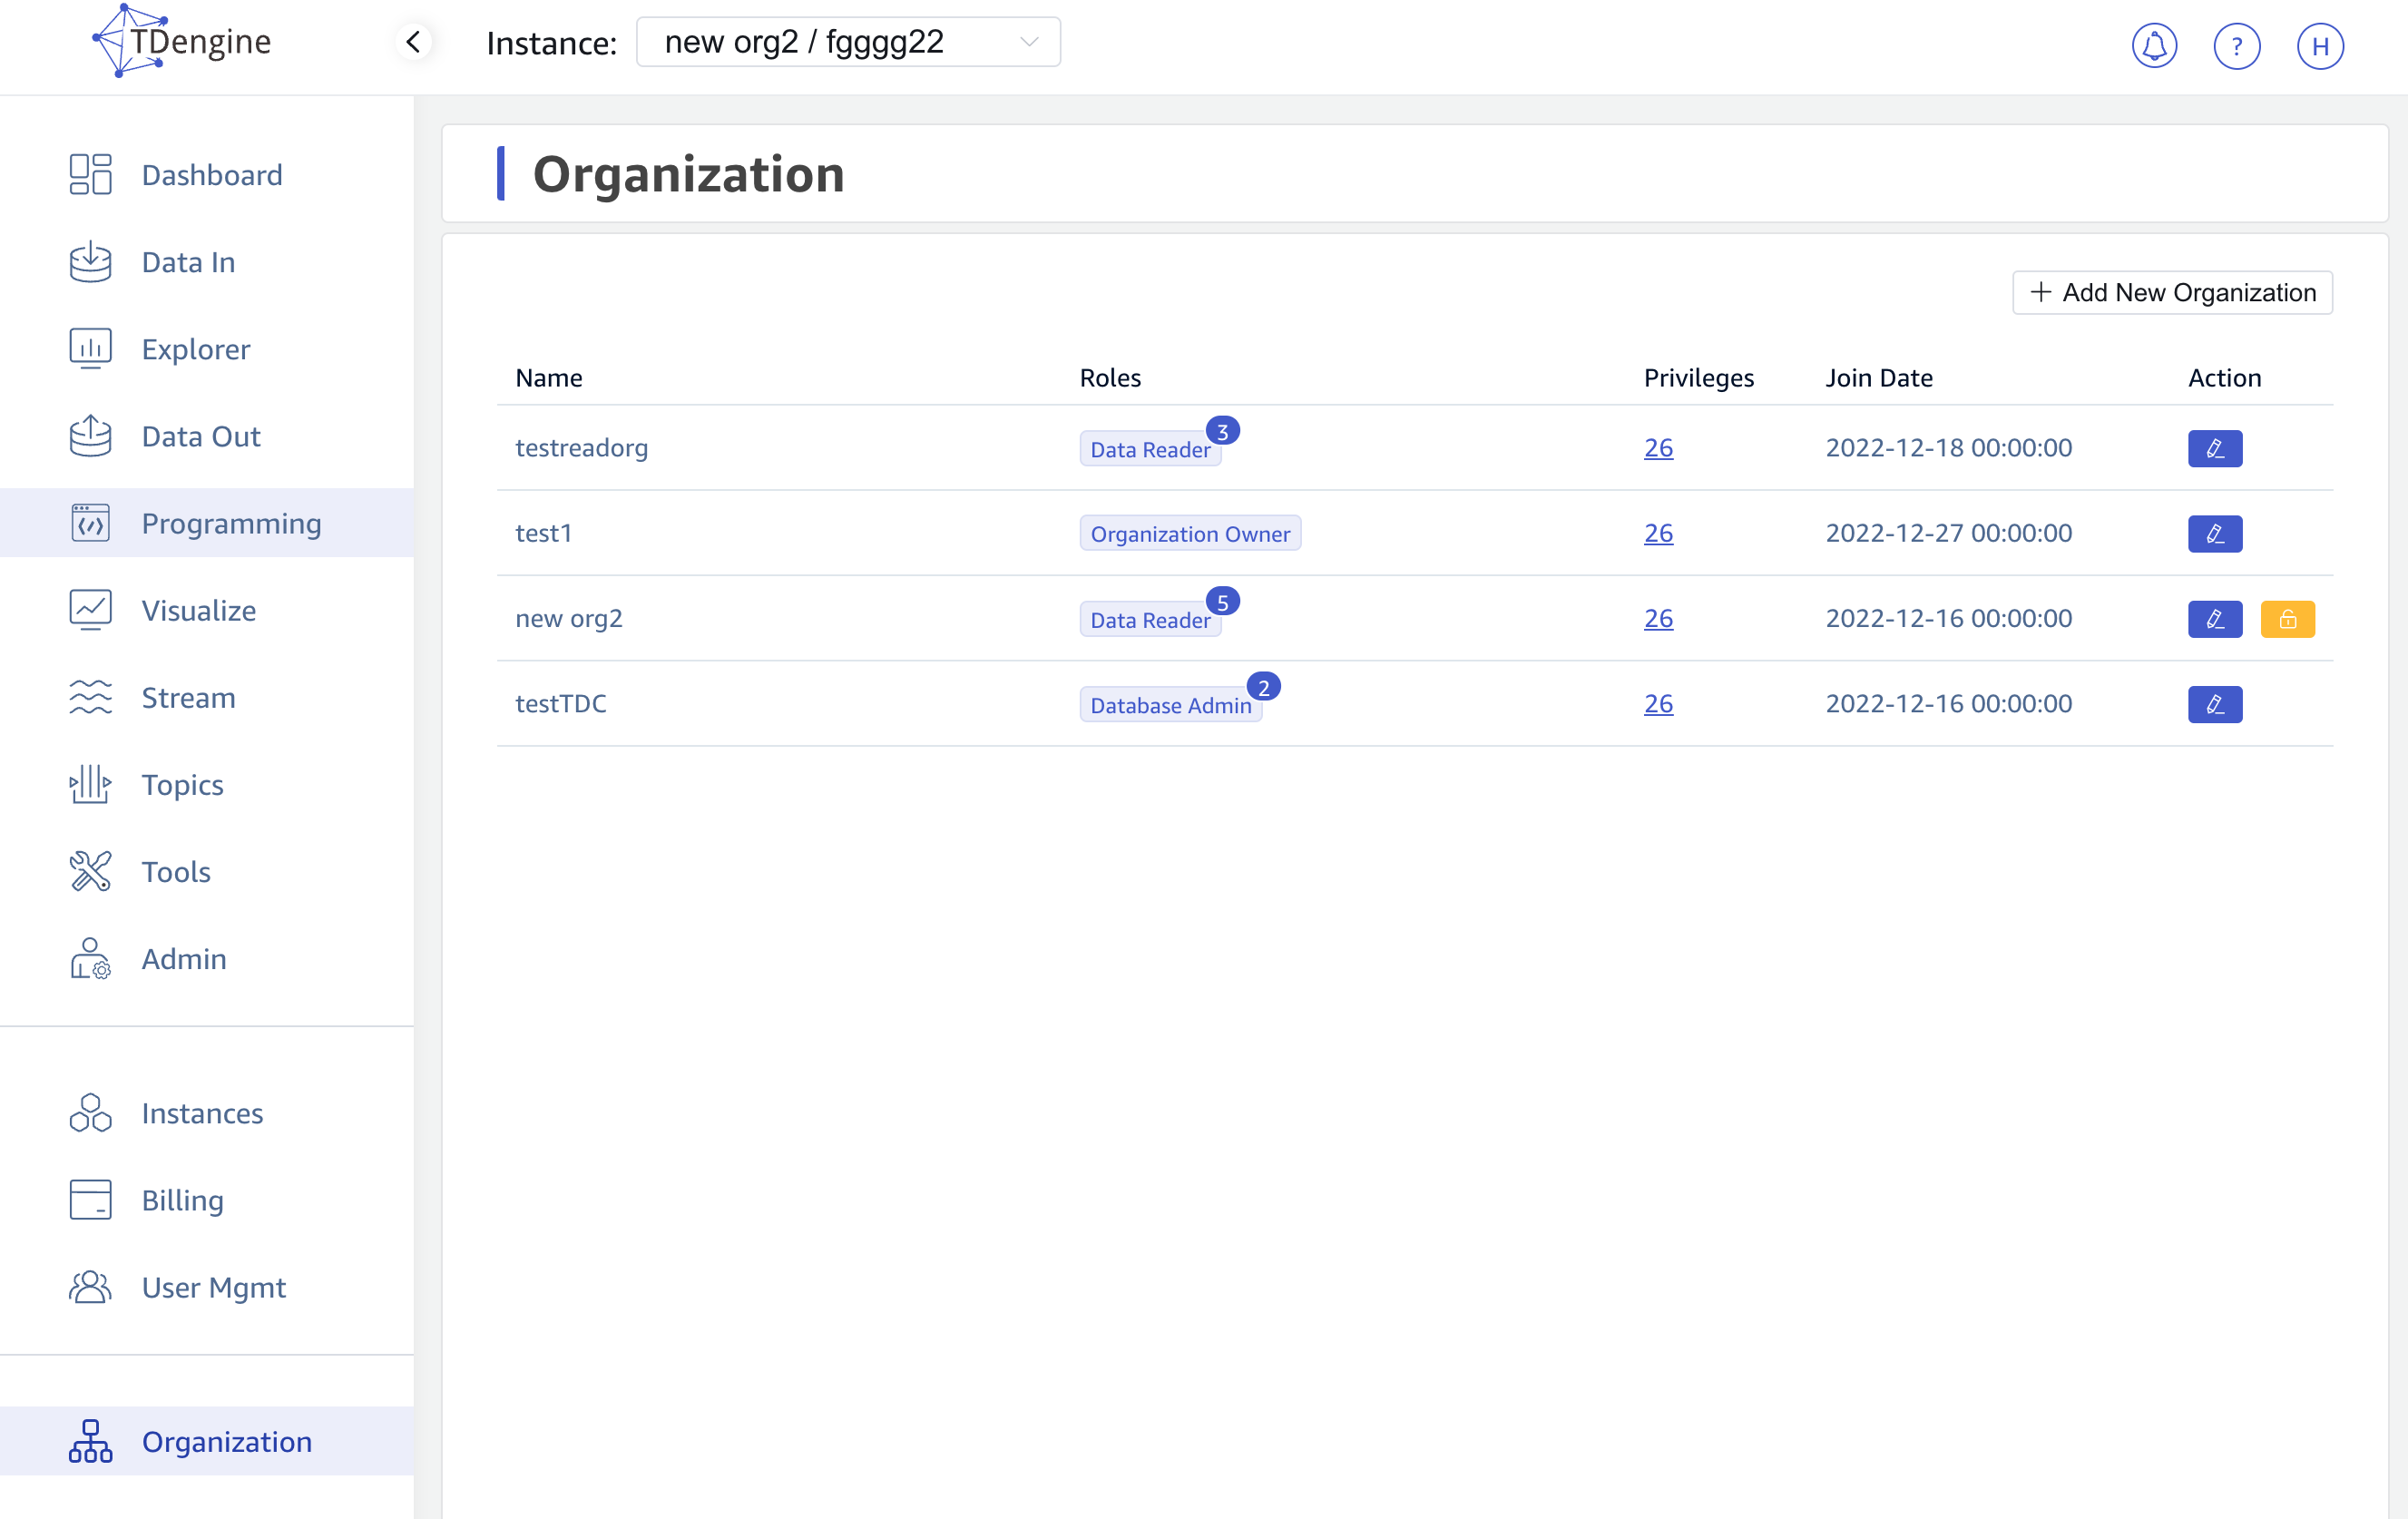 TDengine
Instance: new org2 / fgggg22
? H
Dashboard
Data In
Explorer
Data Out
Programming
Visualize
Stream
Topics
Tools
Admin
Instances
Billing
User Mgmt
Organization
Organization
Add New Organization
Name Roles Privileges Join Date Action
testreadorg Data Reader 3 26 2022-12-18 00:00:00
test1 Organization Owner 26 2022-12-27 00:00:00
new org2 Data Reader 5 26 2022-12-16 00:00:00
testTDC Database Admin 2 26 2022-12-16 00:00:00